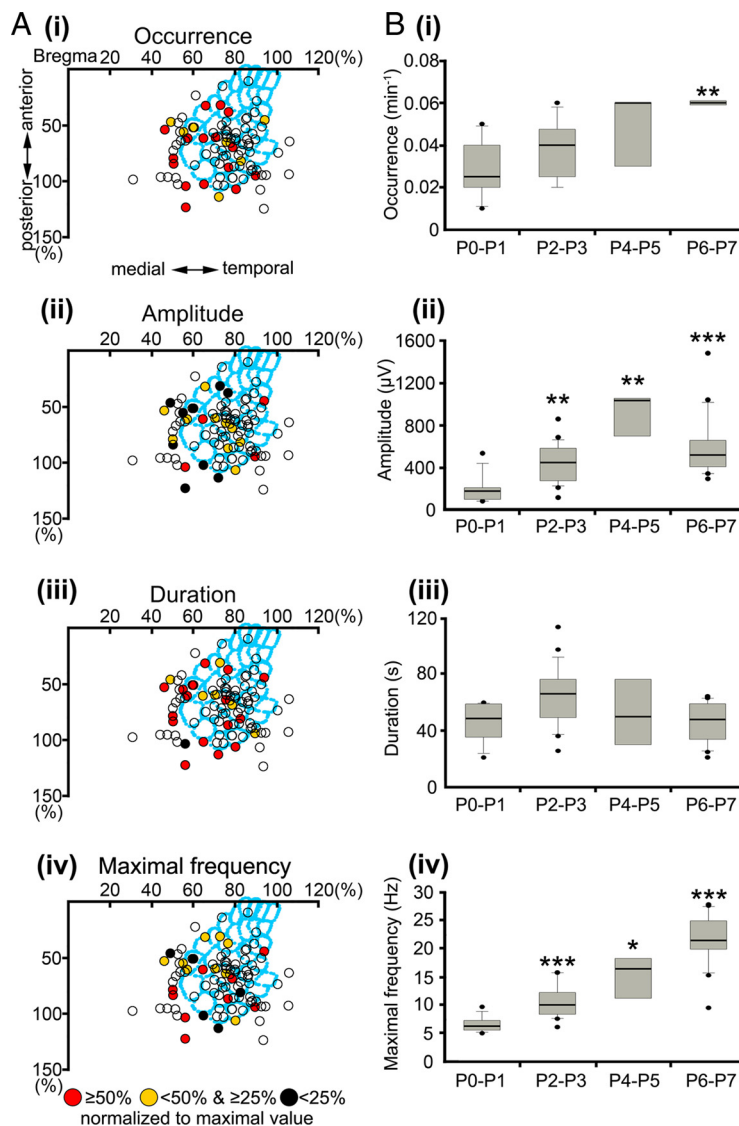 A (i) Occurrence
Bregma 20 40 60 80 100 120(%)
anterior
posterior
50
100
150
(%)
medial temporal
(ii) Amplitude
20 40 60 80 100 120(%)
50
100
150
(%)
(iii) Duration
20 40 60 80 100 120(%)
50
100
150
(%)
(iv) Maximal frequency
20 40 60 80 100 120(%)
50
100
150
(%)
≥50% <50% & ≥25% <25%
normalized to maximal value
B (i)
Occurrence (min⁻¹)
0.08
0.06
0.04
0.02
0
**
P0-P1 P2-P3 P4-P5 P6-P7
(ii)
Amplitude (µV)
1600
1200
800
400
0
** ** ***
P0-P1 P2-P3 P4-P5 P6-P7
(iii)
Duration (s)
120
80
40
0
P0-P1 P2-P3 P4-P5 P6-P7
(iv)
Maximal frequency (Hz)
30
25
20
15
10
5
0
*** * ***
P0-P1 P2-P3 P4-P5 P6-P7